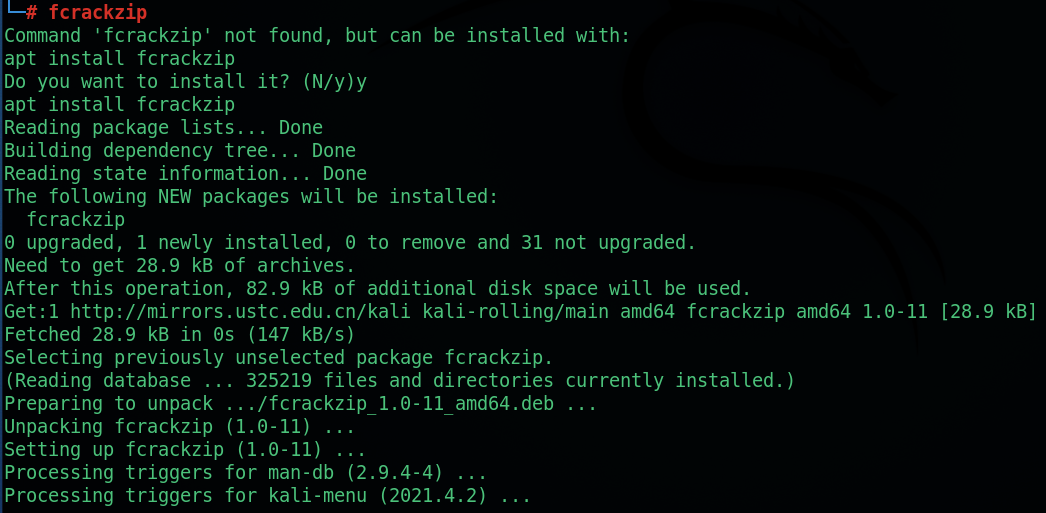 └─# fcrackzip
Command 'fcrackzip' not found, but can be installed with:
apt install fcrackzip
Do you want to install it? (N/y)y
apt install fcrackzip
Reading package lists... Done
Building dependency tree... Done
Reading state information... Done
The following NEW packages will be installed:
  fcrackzip
0 upgraded, 1 newly installed, 0 to remove and 31 not upgraded.
Need to get 28.9 kB of archives.
After this operation, 82.9 kB of additional disk space will be used.
Get:1 http://mirrors.ustc.edu.cn/kali kali-rolling/main amd64 fcrackzip amd64 1.0-11 [28.9 kB]
Fetched 28.9 kB in 0s (147 kB/s)
Selecting previously unselected package fcrackzip.
(Reading database ... 325219 files and directories currently installed.)
Preparing to unpack .../fcrackzip_1.0-11_amd64.deb ...
Unpacking fcrackzip (1.0-11) ...
Setting up fcrackzip (1.0-11) ...
Processing triggers for man-db (2.9.4-4) ...
Processing triggers for kali-menu (2021.4.2) ...